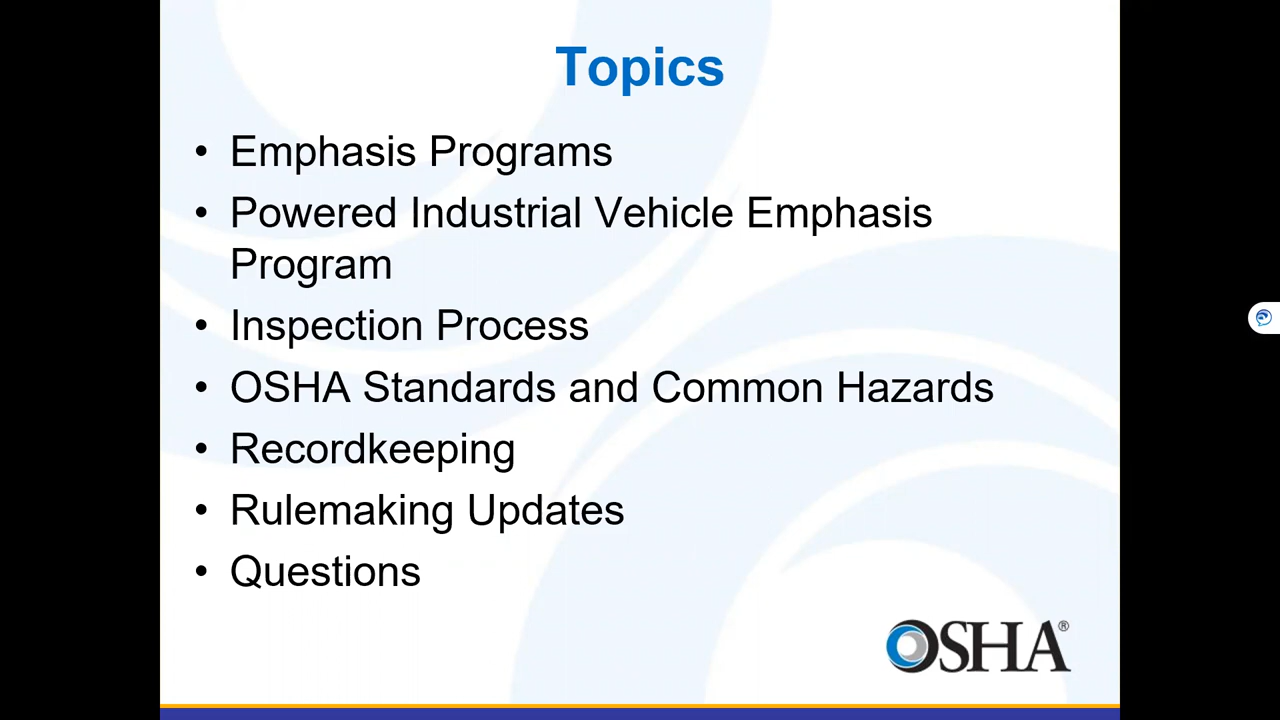 Topics
• Emphasis Programs
• Powered Industrial Vehicle Emphasis
Program
• Inspection Process
• OSHA Standards and Common Hazards
• Recordkeeping
• Rulemaking Updates
• Questions
OSHA®